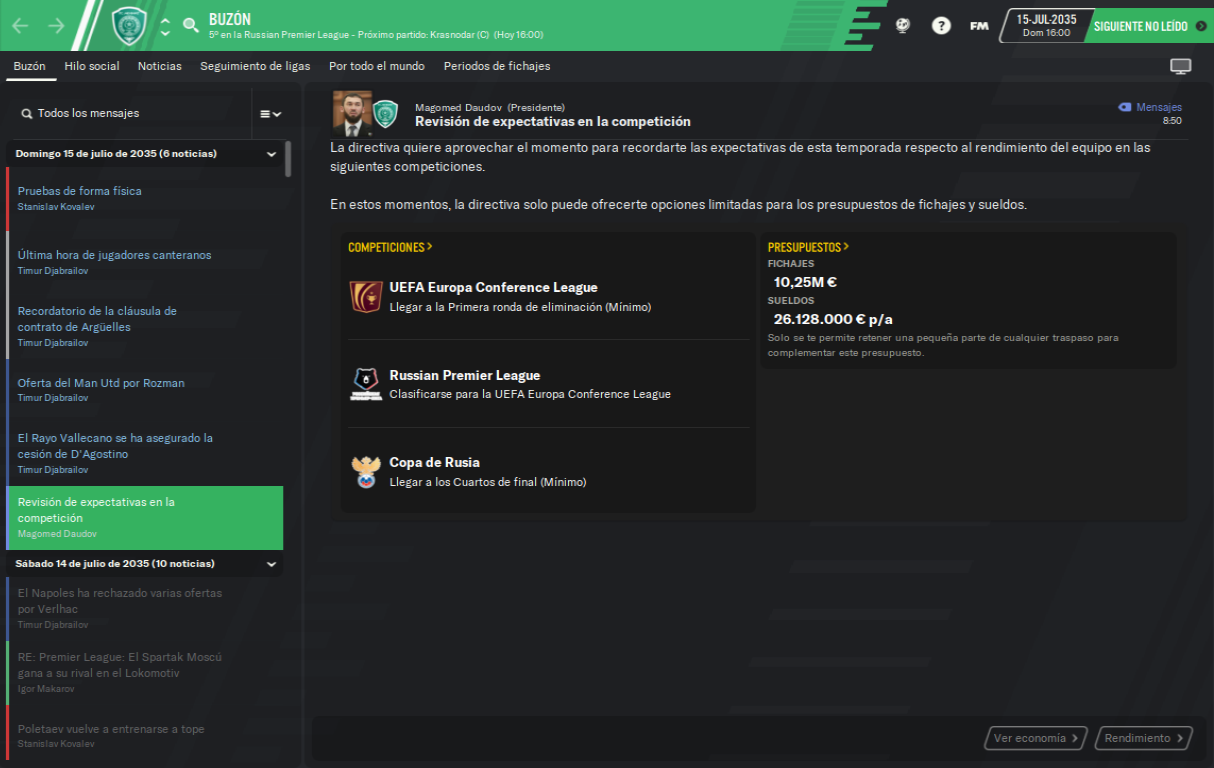 BUZÓN
5º en la Russian Premier League - Próximo partido: Krasnodar (C) (Hoy 16:00)
?
FM
15-JUL-2035
Dom 16:00
SIGUIENTE NO LEÍDO
Buzón
Hilo social
Noticias
Seguimiento de ligas
Por todo el mundo
Periodos de fichajes
Todos los mensajes
Domingo 15 de julio de 2035 (6 noticias)
Pruebas de forma física
Stanislav Kovalev
Última hora de jugadores canteranos
Timur Djabrailov
Recordatorio de la cláusula de
contrato de Argüelles
Timur Djabrailov
Oferta del Man Utd por Rozman
Timur Djabrailov
El Rayo Vallecano se ha asegurado la
cesión de D'Agostino
Timur Djabrailov
Revisión de expectativas en la
competición
Magomed Daudov
Sábado 14 de julio de 2035 (10 noticias)
El Napoles ha rechazado varias ofertas
por Verlhac
Timur Djabrailov
RE: Premier League: El Spartak Moscú
gana a su rival en el Lokomotiv
Igor Makarov
Poletaev vuelve a entrenarse a tope
Stanislav Kovalev
Magomed Daudov (Presidente)
Revisión de expectativas en la competición
Mensajes
8:50
La directiva quiere aprovechar el momento para recordarte las expectativas de esta temporada respecto al rendimiento del equipo en las
siguientes competiciones.
En estos momentos, la directiva solo puede ofrecerte opciones limitadas para los presupuestos de fichajes y sueldos.
COMPETICIONES >
UEFA Europa Conference League
Llegar a la Primera ronda de eliminación (Mínimo)
Russian Premier League
Clasificarse para la UEFA Europa Conference League
Copa de Rusia
Llegar a los Cuartos de final (Mínimo)
PRESUPUESTOS >
FICHAJES
10,25M €
SUELDOS
26.128.000 € p/a
Solo se te permite retener una pequeña parte de cualquier traspaso para
complementar este presupuesto.
Ver economía >
Rendimiento >